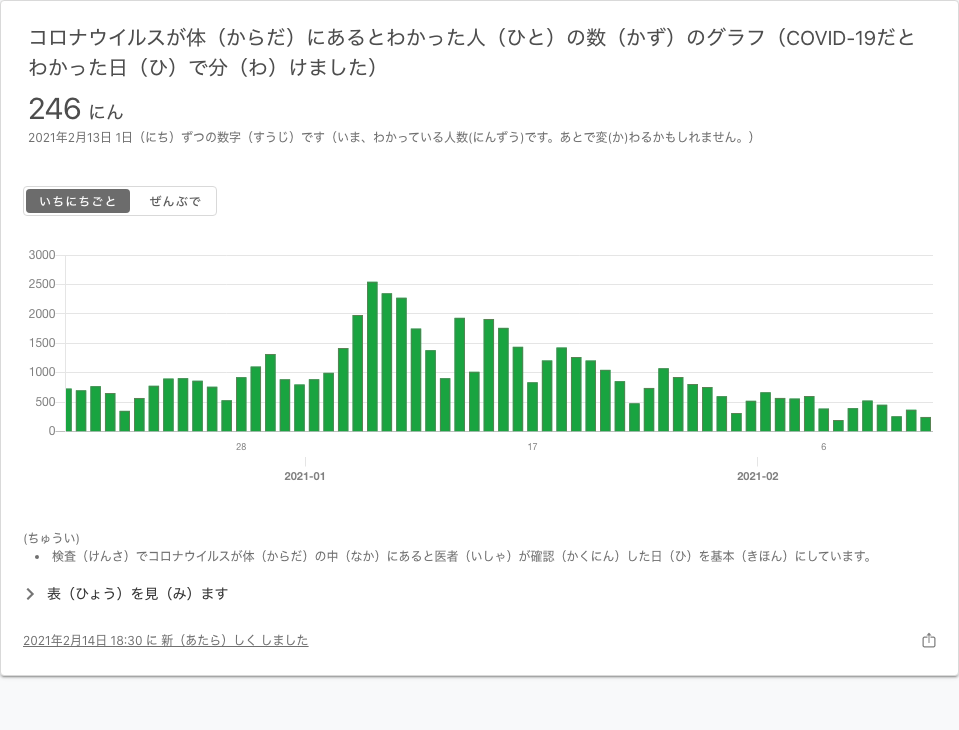 コロナウイルスが体（からだ）にあるとわかった人（ひと）の数（かず）のグラフ（COVID-19だと
わかった日（ひ）で分（わ）けました）
246 にん
2021年2月13日 1日（にち）ずつの数字（すうじ）です（いま、わかっている人数(にんずう)です。あとで変(か)わるかもしれません。）
いちにちごと ぜんぶで
3000
2500
2000
1500
1000
500
0
28 17 6
2021-01 2021-02
(ちゅうい)
• 検査（けんさ）でコロナウイルスが体（からだ）の中（なか）にあると医者（いしゃ）が確認（かくにん）した日（ひ）を基本（きほん）にしています。
表（ひょう）を見（み）ます
2021年2月14日 18:30 に 新（あたら）しく しました